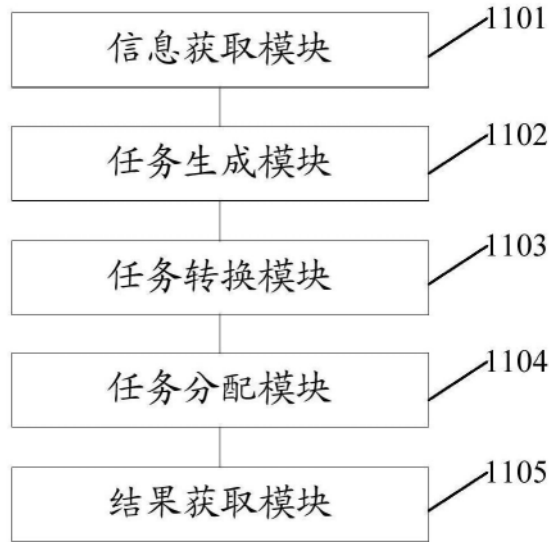 1101
信息获取模块
1102
任务生成模块
1103
任务转换模块
1104
任务分配模块
1105
结果获取模块